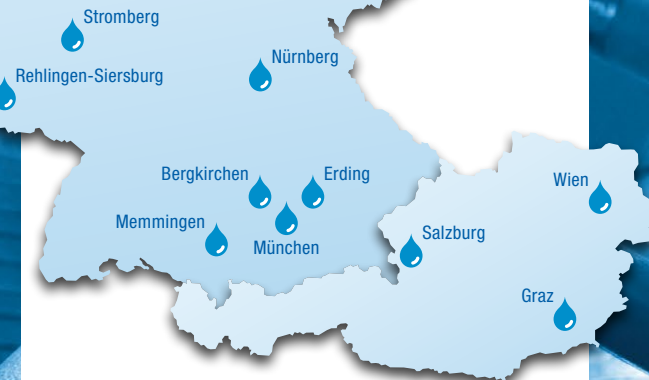 Stromberg
Nürnberg
Rehlingen-Siersburg
Bergkirchen
Erding
Wien
Memmingen
München
Salzburg
Graz